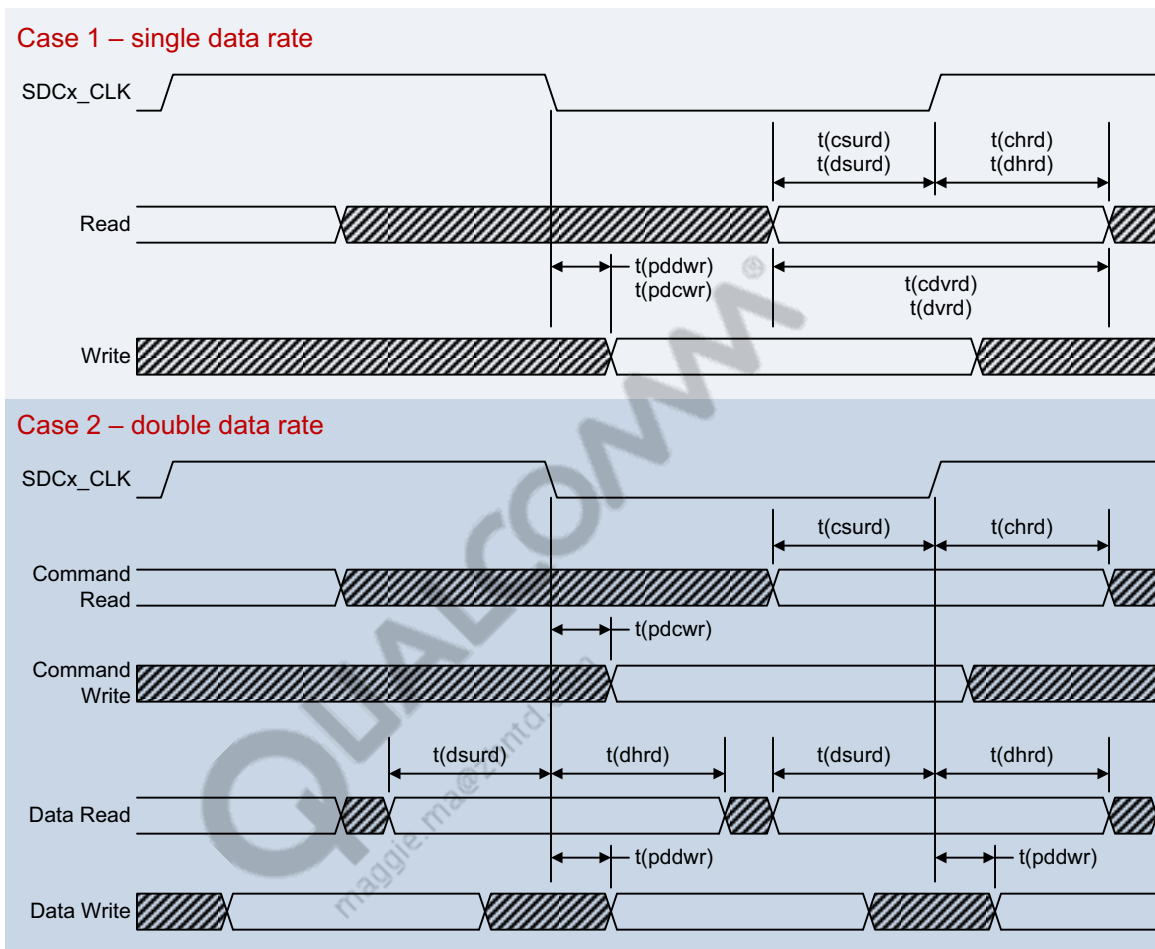 Case 1 – single data rate
SDCx_CLK
t(csurd)
t(dsurd)
t(chrd)
t(dhrd)
Read
t(pddwr)
t(pdcwr)
t(cdvrd)
t(dvrd)
Write
Case 2 – double data rate
SDCx_CLK
t(csurd)
t(chrd)
Command
Read
t(pdcwr)
Command
Write
t(dsurd)
t(dhrd)
t(dsurd)
t(dhrd)
Data Read
t(pddwr)
t(pddwr)
Data Write
QUALCOMM®